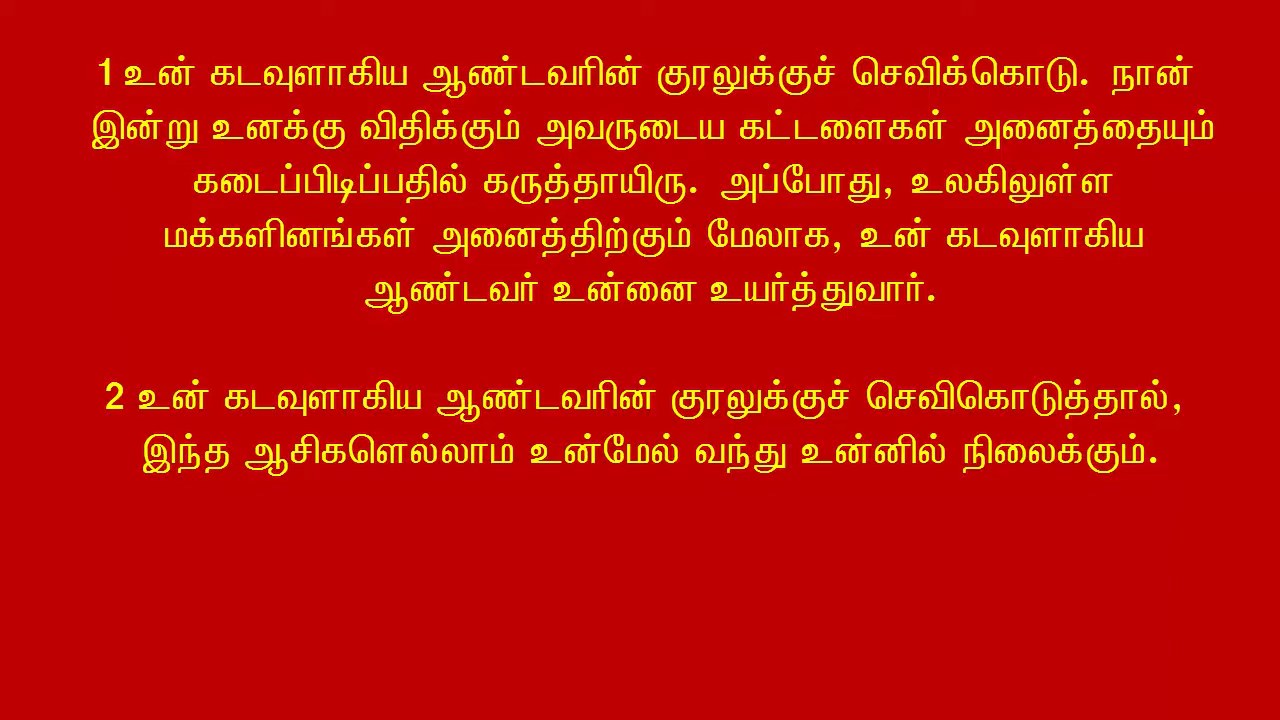 1 உன் கடவுளாகிய ஆண்டவரின் குரலுக்குச் செவிக்கொடு. நான்
இன்று உனக்கு விதிக்கும் அவருடைய கட்டளைகள் அனைத்தையும்
கடைப்பிடிப்பதில் கருத்தாயிரு. அப்போது, உலகிலுள்ள
மக்களினங்கள் அனைத்திற்கும் மேலாக, உன் கடவுளாகிய
ஆண்டவர் உன்னை உயர்த்துவார்.
2 உன் கடவுளாகிய ஆண்டவரின் குரலுக்குச் செவிகொடுத்தால்,
இந்த ஆசிகளெல்லாம் உன்மேல் வந்து உன்னில் நிலைக்கும்.